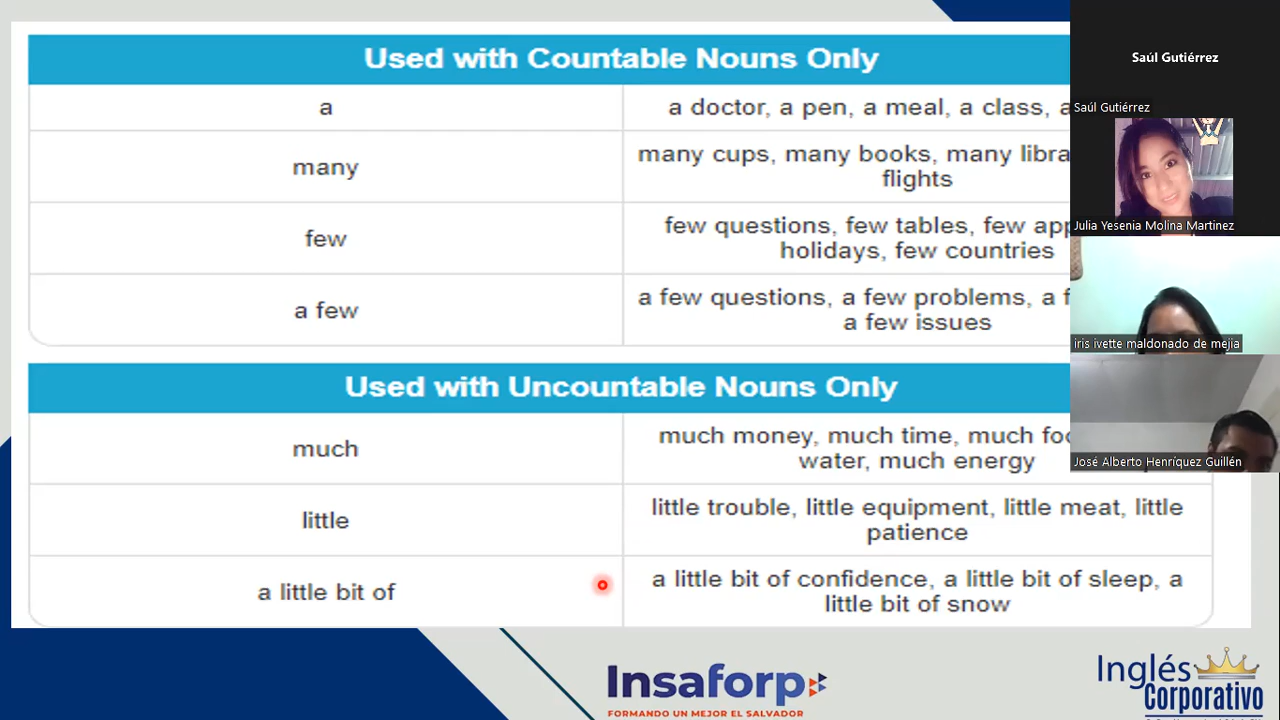 Used with Countable Nouns Only
a
a doctor, a pen, a meal, a class, a
many
many cups, many books, many
flights
few
few questions, few tables, few
holidays, few countries
a few
a few questions, a few problems, a
a few issues
Used with Uncountable Nouns Only
much
much money, much time, much
water, much energy
little
little trouble, little equipment, little meat, little
patience
a little bit of
a little bit of confidence, a little bit of sleep, a
little bit of snow
Saúl Gutiérrez
Saúl Gutiérrez
Julia Yesenia Molina Martinez
iris ivette maldonado de mejia
José Alberto Henríquez Guillén
Insaforp
FORMANDO UN MEJOR EL SALVADOR
Inglés
Corporativo